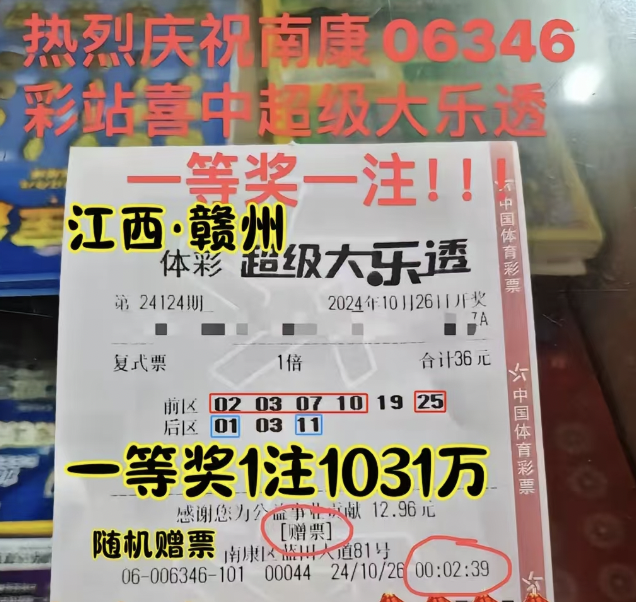 热烈庆祝南康06346
彩站喜中超级大乐透
一等奖一注!!!
江西·赣州
体彩 超级大乐透
第 24124期 2024年10月26日开奖
7A
复式票 1倍 合计36元
前区 02 03 07 10 19 25
后区 01 03 11
一等奖1注1031万
感谢您为公益事业贡献 12.96元
[赠票]
随机赠票
南康区蓝田大道81号
06-006346-101 00044 24/10/26 00:02:39
中国体育彩票
中国体育彩票